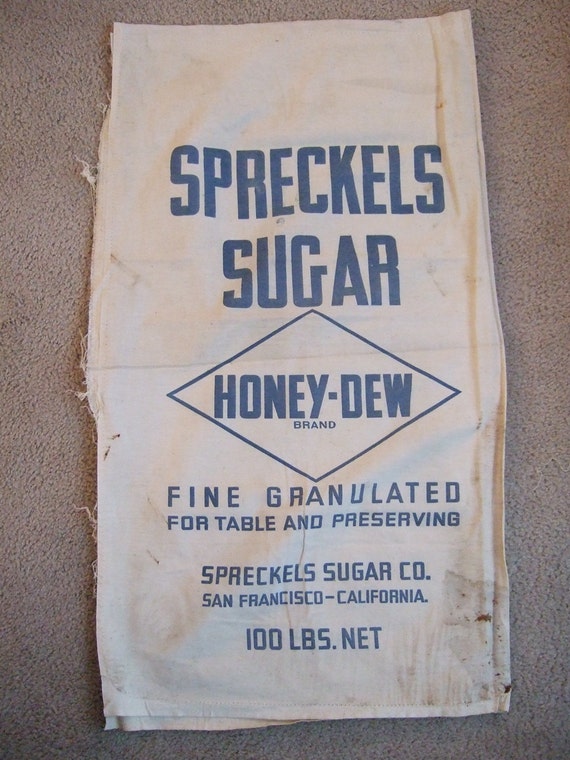 SPRECKELS
SUGAR
HONEY-DEW
BRAND
FINE GRANULATED
FOR TABLE AND PRESERVING
SPRECKELS SUGAR CO.
SAN FRANCISCO-CALIFORNIA.
100 LBS. NET